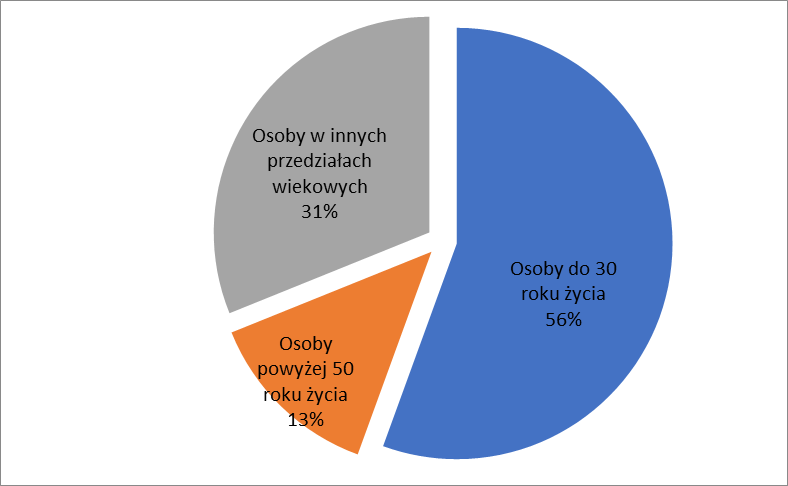 Osoby w innych
przedziałach
wiekowych
31%
Osoby do 30
roku życia
56%
Osoby
powyżej 50
roku życia
13%